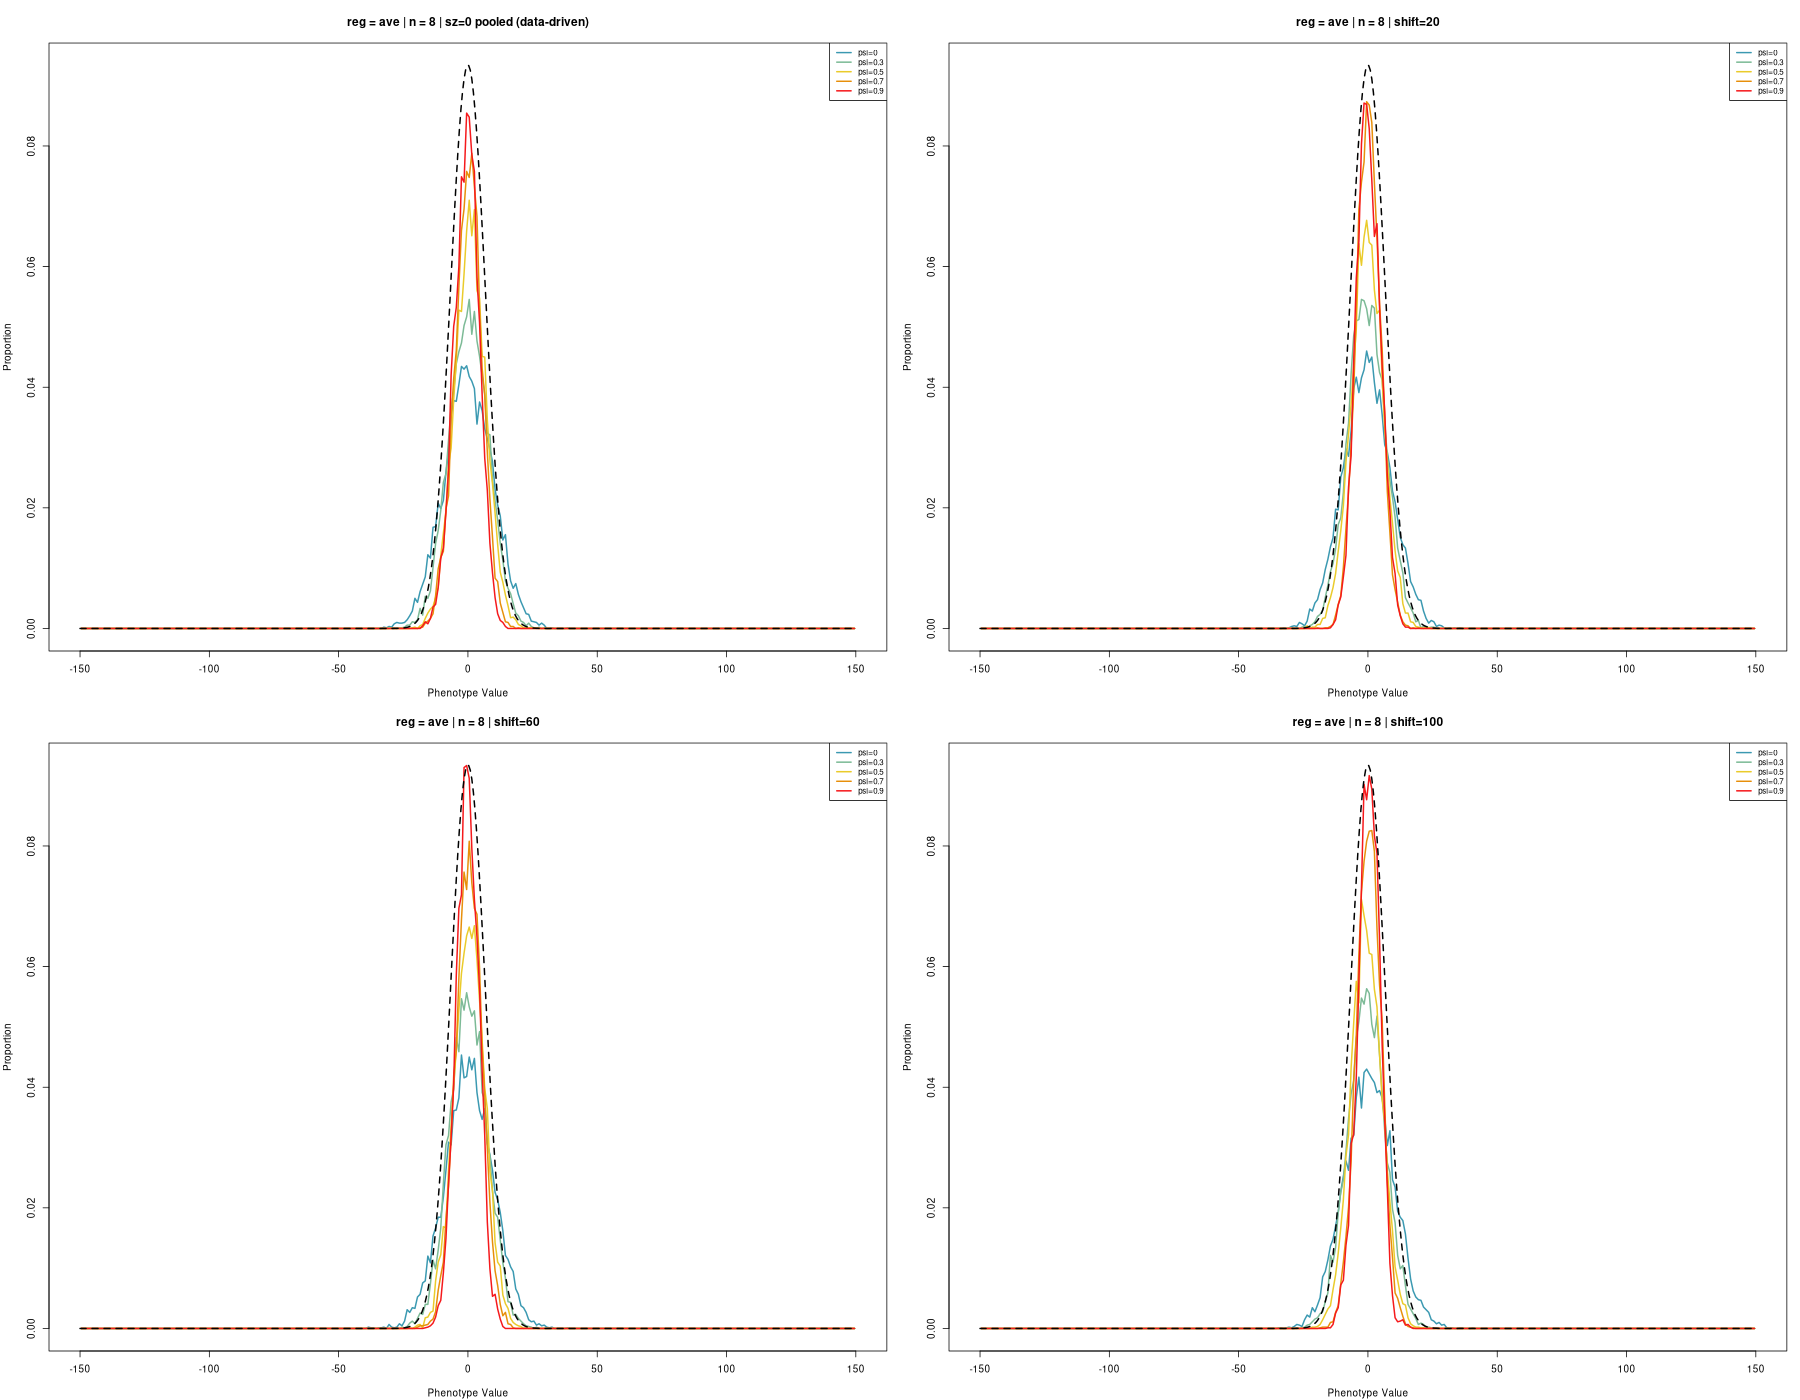 reg = ave | n = 8 | sz=0 pooled (data-driven)
psi=0
psi=0.3
psi=0.5
psi=0.7
psi=0.9
Proportion
0.00
0.02
0.04
0.06
0.08
-150
-100
-50
0
50
100
150
Phenotype Value
reg = ave | n = 8 | shift=20
psi=0
psi=0.3
psi=0.5
psi=0.7
psi=0.9
Proportion
0.00
0.02
0.04
0.06
0.08
-150
-100
-50
0
50
100
150
Phenotype Value
reg = ave | n = 8 | shift=60
psi=0
psi=0.3
psi=0.5
psi=0.7
psi=0.9
Proportion
0.00
0.02
0.04
0.06
0.08
-150
-100
-50
0
50
100
150
Phenotype Value
reg = ave | n = 8 | shift=100
psi=0
psi=0.3
psi=0.5
psi=0.7
psi=0.9
Proportion
0.00
0.02
0.04
0.06
0.08
-150
-100
-50
0
50
100
150
Phenotype Value